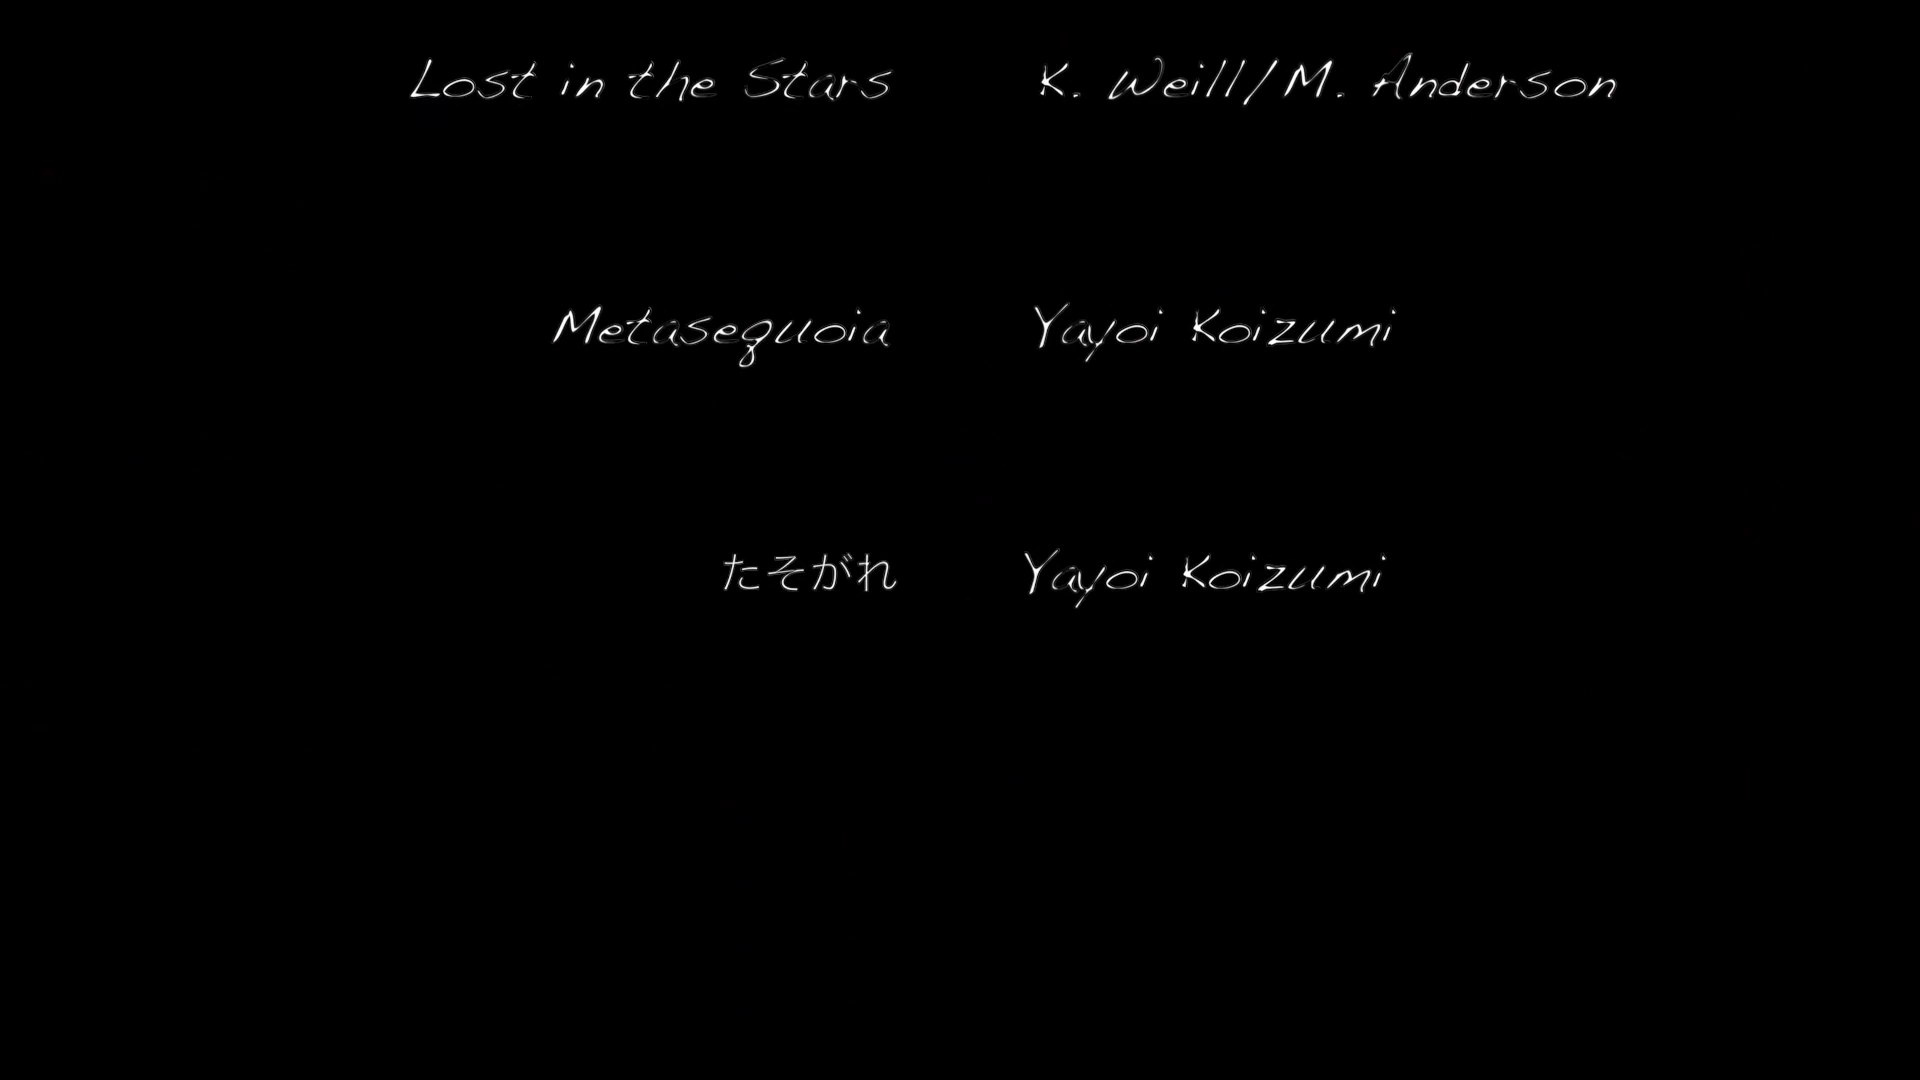 Lost in the Stars K. Weill/M. Anderson
Metasequoia Yayoi Koizumi
たそがれ Yayoi Koizumi